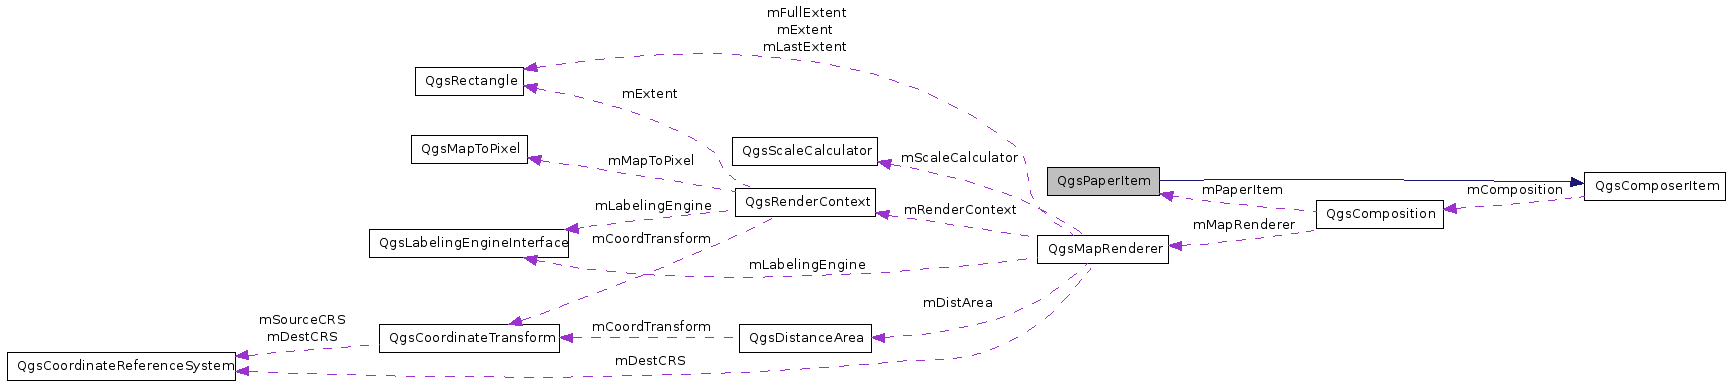 mFullExtent
mExtent
mLastExtent
QgsRectangle
mExtent
QgsMapToPixel
QgsScaleCalculator
mScaleCalculator
mMapToPixel
QgsPaperItem
QgsComposerItem
mPaperItem
mComposition
QgsRenderContext
mLabelingEngine
mRenderContext
QgsComposition
mMapRenderer
QgsLabelingEngineInterface
mCoordTransform
QgsMapRenderer
mLabelingEngine
mDistArea
mSourceCRS
mDestCRS
QgsCoordinateTransform
mCoordTransform
QgsDistanceArea
mDestCRS
QgsCoordinateReferenceSystem